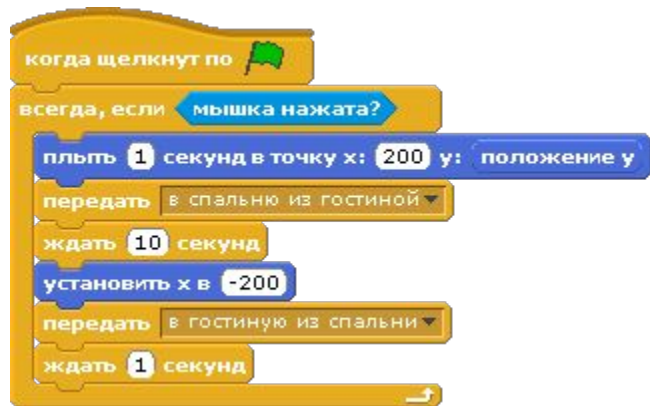 когда щелкнут по
всегда, если мышка нажата?
плыть 1 секунд в точку x: 200 y: положение y
передать в спальню из гостиной
ждать 10 секунд
установить x в -200
передать в гостиную из спальни
ждать 1 секунд